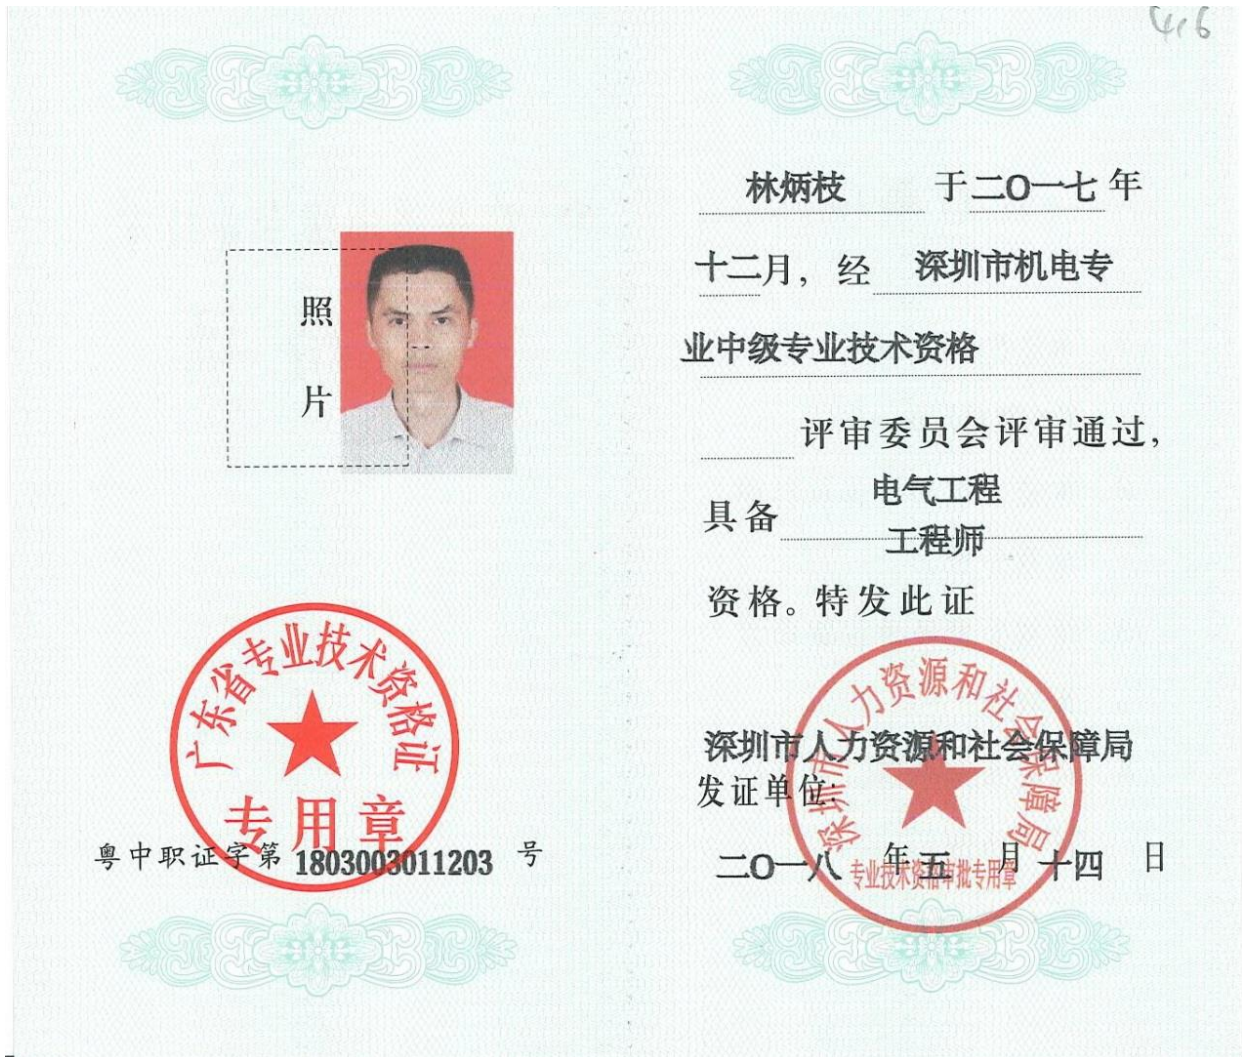 照
片
广东省专业技术资格证
专用章
粤中职证字第 1803003011203 号
416
林炳枝 于二O一七年
十二月，经 深圳市机电专
业中级专业技术资格
评审委员会评审通过，
具备 电气工程
工程师
资格。特发此证
深圳市人力资源和社会保障局
发证单位:
深圳市人力资源和社会保障局
专业技术资格审批专用章
二O一八 年 五 月 十四 日